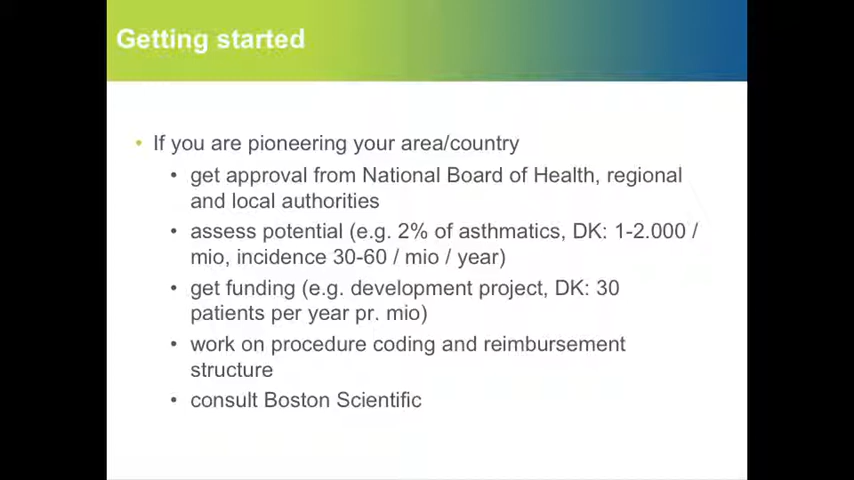 Getting started
• If you are pioneering your area/country
• get approval from National Board of Health, regional
and local authorities
• assess potential (e.g. 2% of asthmatics, DK: 1-2.000 /
mio, incidence 30-60 / mio / year)
• get funding (e.g. development project, DK: 30
patients per year pr. mio)
• work on procedure coding and reimbursement
structure
• consult Boston Scientific